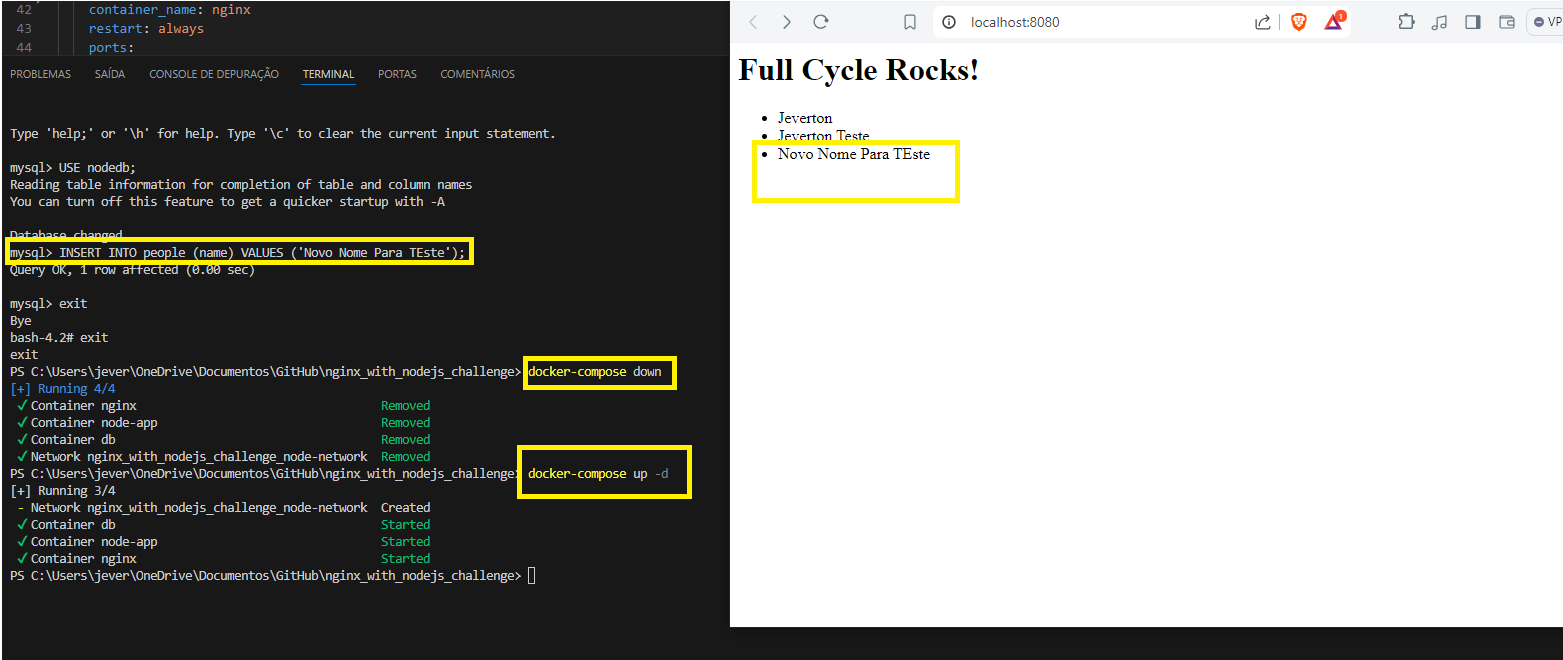 42 container_name: nginx
43 restart: always
44 ports:
PROBLEMAS SAÍDA CONSOLE DE DEPURAÇÃO TERMINAL PORTAS COMENTÁRIOS
Type 'help;' or '\h' for help. Type '\c' to clear the current input statement.
mysql> USE nodedb;
Reading table information for completion of table and column names
You can turn off this feature to get a quicker startup with -A
Database changed
mysql> INSERT INTO people (name) VALUES ('Novo Nome Para TEste');
Query OK, 1 row affected (0.00 sec)
mysql> exit
Bye
bash-4.2# exit
exit
PS C:\Users\jever\OneDrive\Documentos\GitHub\nginx_with_nodejs_challenge> docker-compose down
[+] Running 4/4
✓ Container nginx Removed
✓ Container node-app Removed
✓ Container db Removed
✓ Network nginx_with_nodejs_challenge_node-network Removed
PS C:\Users\jever\OneDrive\Documentos\GitHub\nginx_with_nodejs_challenge> docker-compose up -d
[+] Running 3/4
- Network nginx_with_nodejs_challenge_node-network Created
✓ Container db Started
✓ Container node-app Started
✓ Container nginx Started
PS C:\Users\jever\OneDrive\Documentos\GitHub\nginx_with_nodejs_challenge>
localhost:8080
1
VP
Full Cycle Rocks!
• Jeverton
• Jeverton Teste
• Novo Nome Para TEste